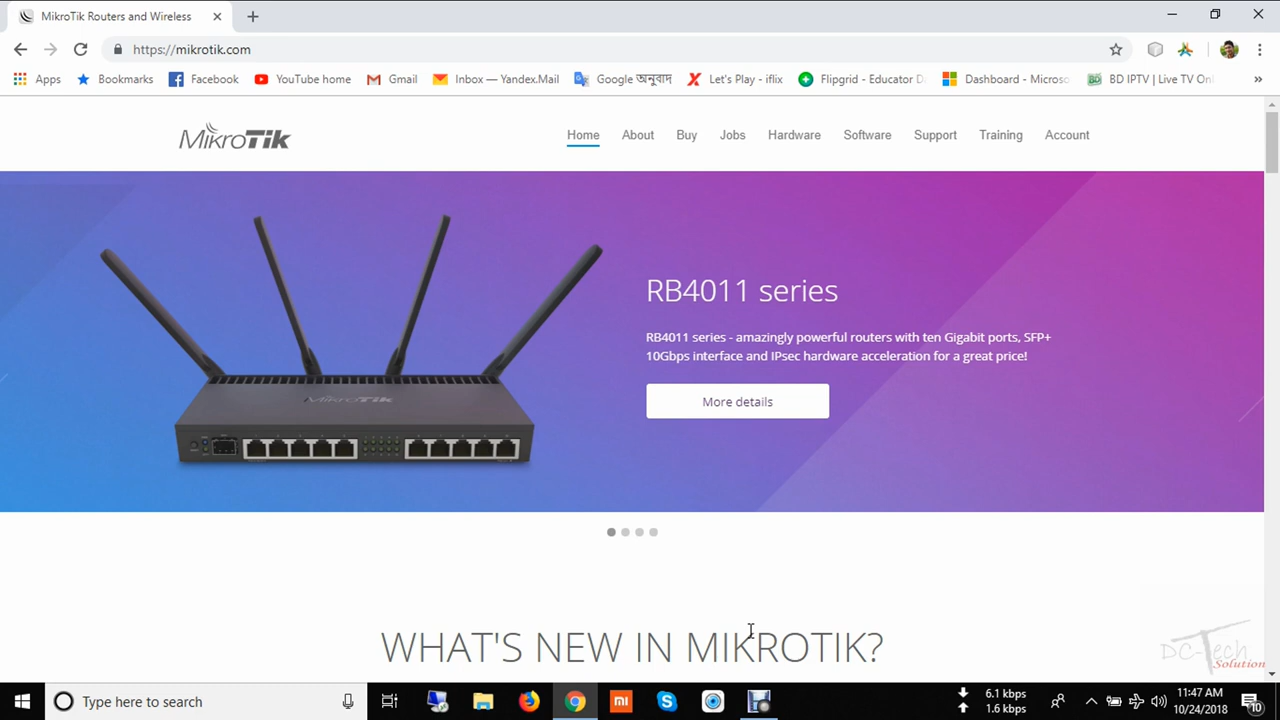 MikroTik Routers and Wireless
https://mikrotik.com
Apps Bookmarks Facebook YouTube home Gmail Inbox — Yandex.Mail Google অনুবাদ Let's Play - iflix Flipgrid - Educator D Dashboard - Microso BD IPTV | Live TV Onl
MikroTik
Home About Buy Jobs Hardware Software Support Training Account
MikroTik
RB4011 series
RB4011 series - amazingly powerful routers with ten Gigabit ports, SFP+
10Gbps interface and IPsec hardware acceleration for a great price!
More details
WHAT'S NEW IN MIKROTIK?
DC-Tech
Solution
Type here to search
6.1 kbps
1.6 kbps
11:47 AM
10/24/2018
10